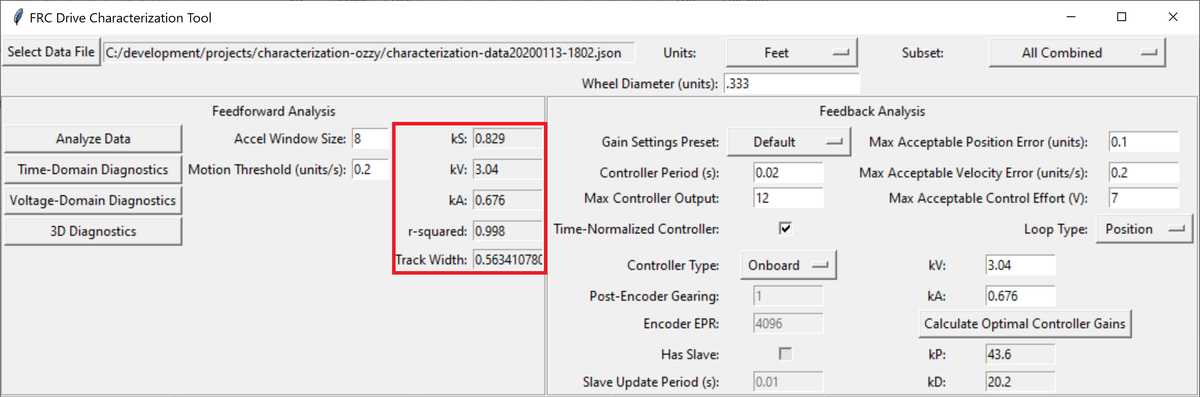 FRC Drive Characterization Tool
Select Data File C:/development/projects/characterization-ozzy/characterization-data20200113-1802.json Units: Feet Subset: All Combined
Wheel Diameter (units): .333
Feedforward Analysis
Analyze Data Accel Window Size: 8 kS: 0.829
Time-Domain Diagnostics Motion Threshold (units/s): 0.2 kV: 3.04
Voltage-Domain Diagnostics kA: 0.676
3D Diagnostics r-squared: 0.998
Track Width: 0.563410780
Feedback Analysis
Gain Settings Preset: Default Max Acceptable Position Error (units): 0.1
Controller Period (s): 0.02 Max Acceptable Velocity Error (units/s): 0.2
Max Controller Output: 12 Max Acceptable Control Effort (V): 7
Time-Normalized Controller: Loop Type: Position
Controller Type: Onboard kV: 3.04
Post-Encoder Gearing: 1 kA: 0.676
Encoder EPR: 4096 Calculate Optimal Controller Gains
Has Slave: kP: 43.6
Slave Update Period (s): 0.01 kD: 20.2